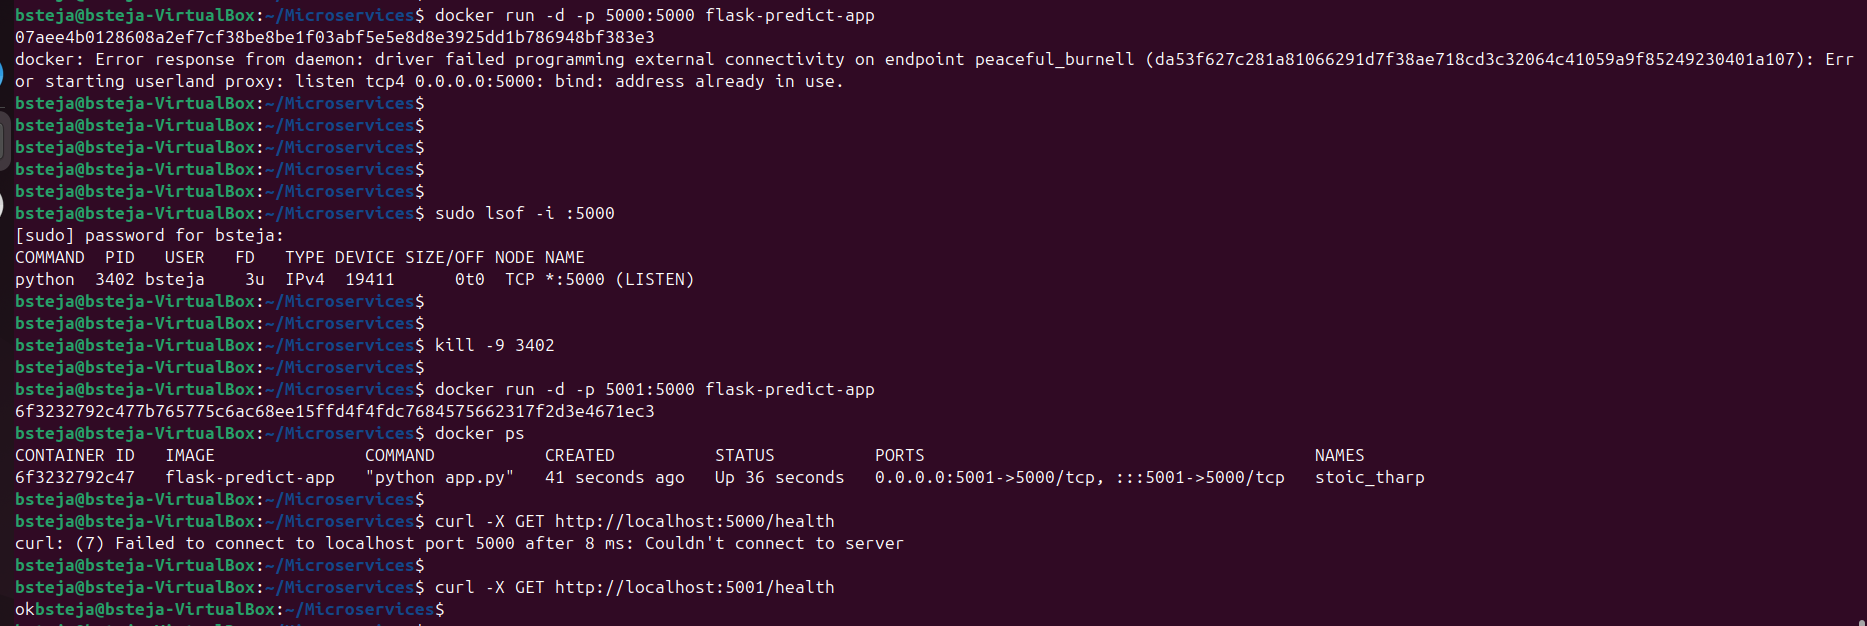 bsteja@bsteja-VirtualBox:~/Microservices$ docker run -d -p 5000:5000 flask-predict-app
07aee4b0128608a2ef7cf38be8be1f03abf5e5e8d8e3925dd1b786948bf383e3
docker: Error response from daemon: driver failed programming external connectivity on endpoint peaceful_burnell (da53f627c281a81066291d7f38ae718cd3c32064c41059a9f85249230401a107): Err
or starting userland proxy: listen tcp4 0.0.0.0:5000: bind: address already in use.
bsteja@bsteja-VirtualBox:~/Microservices$
bsteja@bsteja-VirtualBox:~/Microservices$
bsteja@bsteja-VirtualBox:~/Microservices$
bsteja@bsteja-VirtualBox:~/Microservices$
bsteja@bsteja-VirtualBox:~/Microservices$
bsteja@bsteja-VirtualBox:~/Microservices$ sudo lsof -i :5000
[sudo] password for bsteja:
COMMAND  PID   USER   FD   TYPE DEVICE SIZE/OFF NODE NAME
python  3402 bsteja    3u  IPv4  19411      0t0  TCP *:5000 (LISTEN)
bsteja@bsteja-VirtualBox:~/Microservices$
bsteja@bsteja-VirtualBox:~/Microservices$
bsteja@bsteja-VirtualBox:~/Microservices$ kill -9 3402
bsteja@bsteja-VirtualBox:~/Microservices$
bsteja@bsteja-VirtualBox:~/Microservices$ docker run -d -p 5001:5000 flask-predict-app
6f3232792c477b765775c6ac68ee15ffd4f4fdc7684575662317f2d3e4671ec3
bsteja@bsteja-VirtualBox:~/Microservices$ docker ps
CONTAINER ID   IMAGE               COMMAND           CREATED          STATUS          PORTS                                       NAMES
6f3232792c47   flask-predict-app   "python app.py"   41 seconds ago   Up 36 seconds   0.0.0.0:5001->5000/tcp, :::5001->5000/tcp   stoic_tharp
bsteja@bsteja-VirtualBox:~/Microservices$
bsteja@bsteja-VirtualBox:~/Microservices$ curl -X GET http://localhost:5000/health
curl: (7) Failed to connect to localhost port 5000 after 8 ms: Couldn't connect to server
bsteja@bsteja-VirtualBox:~/Microservices$
bsteja@bsteja-VirtualBox:~/Microservices$ curl -X GET http://localhost:5001/health
okbsteja@bsteja-VirtualBox:~/Microservices$